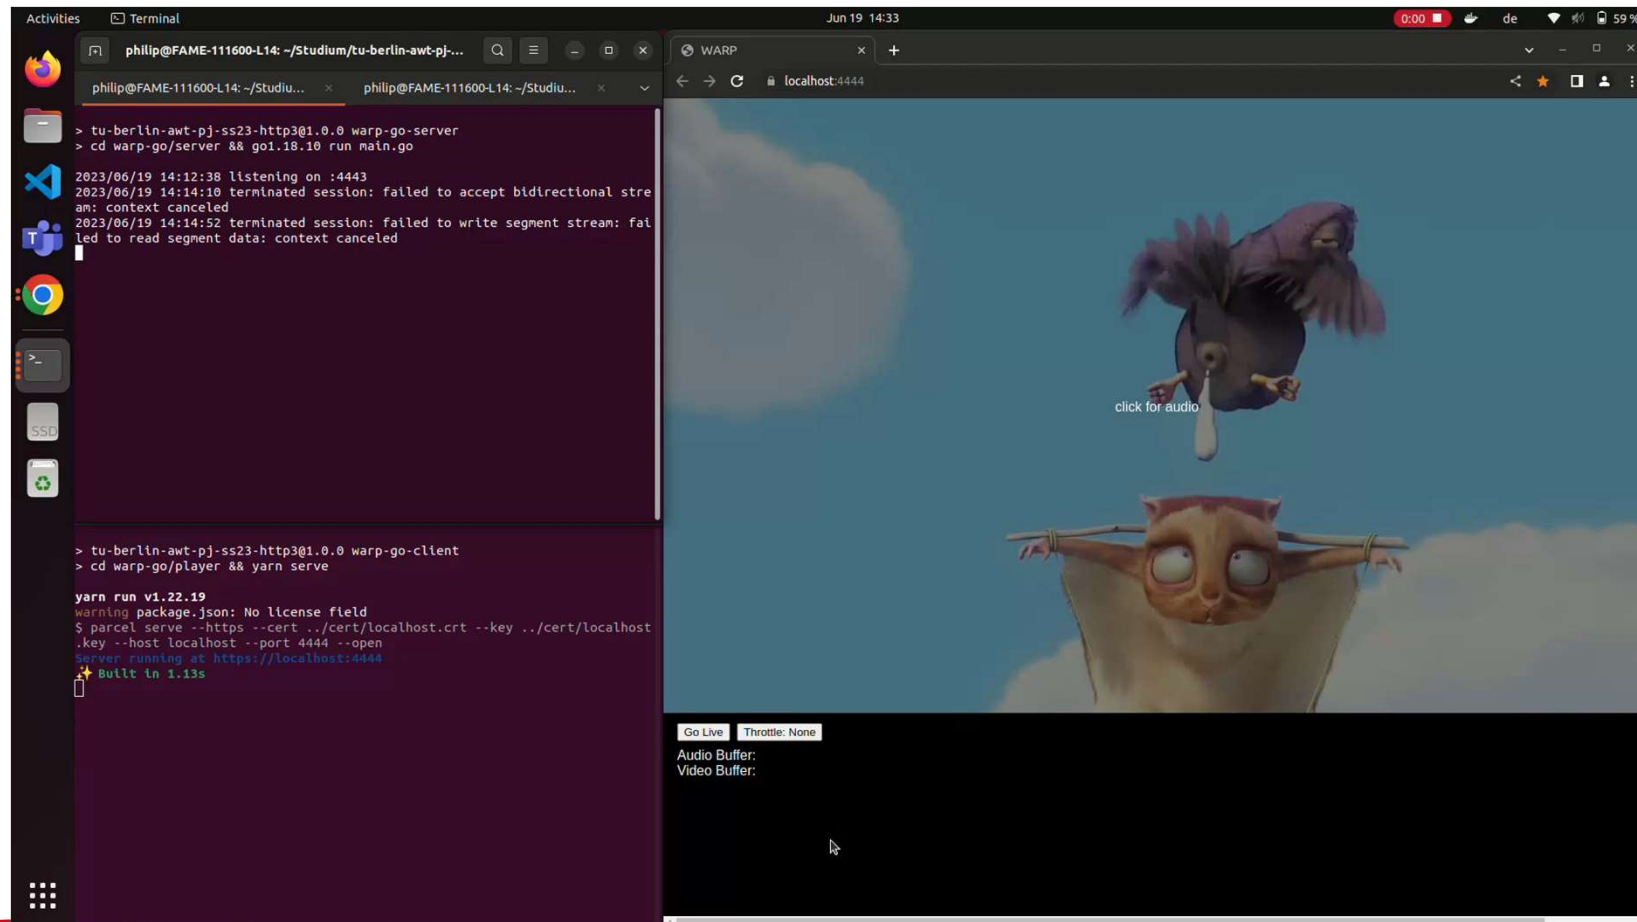 Activities
Terminal
Jun 19 14:33
0:00
de
59 %
philip@FAME-111600-L14: ~/Studium/tu-berlin-awt-pj-...
philip@FAME-111600-L14: ~/Studiu...
philip@FAME-111600-L14: ~/Studiu...
> tu-berlin-awt-pj-ss23-http3@1.0.0 warp-go-server
> cd warp-go/server && go1.18.10 run main.go
2023/06/19 14:12:38 listening on :4443
2023/06/19 14:14:10 terminated session: failed to accept bidirectional stre
am: context canceled
2023/06/19 14:14:52 terminated session: failed to write segment stream: fai
led to read segment data: context canceled
> tu-berlin-awt-pj-ss23-http3@1.0.0 warp-go-client
> cd warp-go/player && yarn serve
yarn run v1.22.19
warning package.json: No license field
$ parcel serve --https --cert ../cert/localhost.crt --key ../cert/localhost
.key --host localhost --port 4444 --open
Server running at https://localhost:4444
✨ Built in 1.13s
SSD
WARP
localhost:4444
click for audio
Go Live
Throttle: None
Audio Buffer:
Video Buffer: